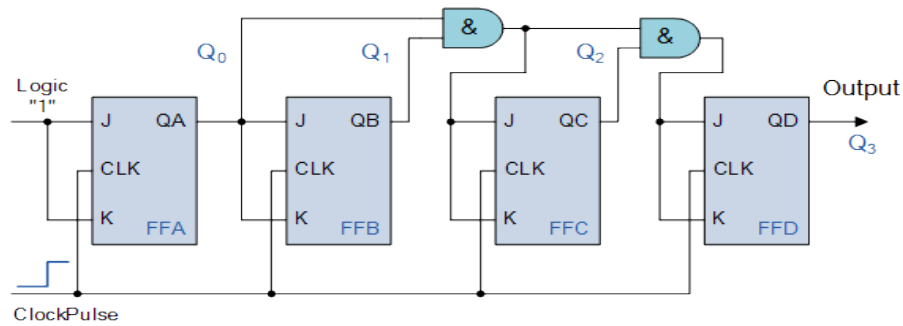 & &
Q0 Q1 Q2
Logic
"1"
Output
J QA J QB J QC J QD
Q3
CLK CLK CLK CLK
K K K K
FFA FFB FFC FFD
ClockPulse